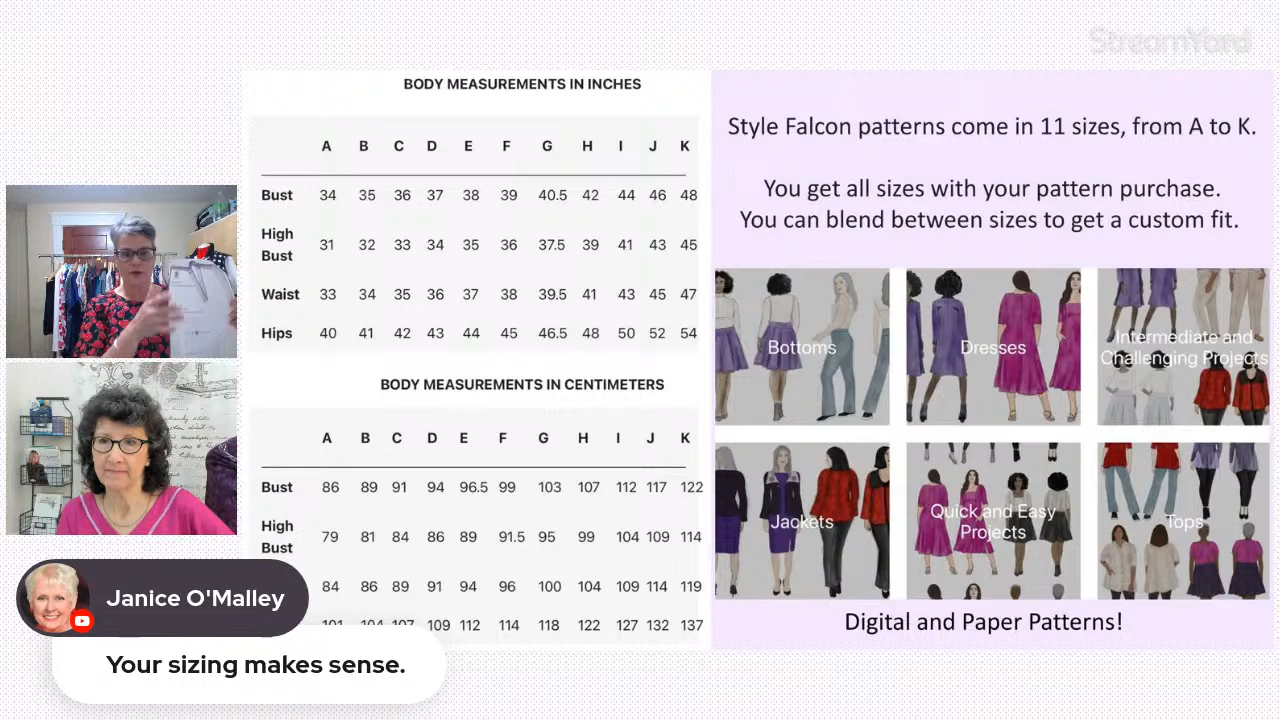 StreamYard
BODY MEASUREMENTS IN INCHES
A B C D E F G H I J K
Bust 34 35 36 37 38 39 40.5 42 44 46 48
High Bust 31 32 33 34 35 36 37.5 39 41 43 45
Waist 33 34 35 36 37 38 39.5 41 43 45 47
Hips 40 41 42 43 44 45 46.5 48 50 52 54
BODY MEASUREMENTS IN CENTIMETERS
A B C D E F G H I J K
Bust 86 89 91 94 96.5 99 103 107 112 117 122
High Bust 79 81 84 86 89 91.5 95 99 104 109 114
84 86 89 91 94 96 100 104 109 114 119
101 104 107 109 112 114 118 122 127 132 137
Style Falcon patterns come in 11 sizes, from A to K.
You get all sizes with your pattern purchase.
You can blend between sizes to get a custom fit.
Bottoms
Dresses
Intermediate and
Challenging Projects
Jackets
Quick and Easy
Projects
Tops
Digital and Paper Patterns!
Janice O'Malley
Your sizing makes sense.